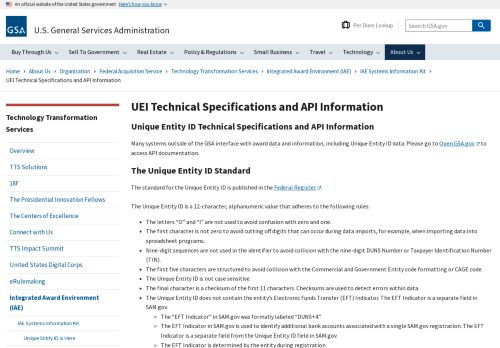 An official website of the United States government Here's how you know
GSA
U.S. General Services Administration
Per Diem Lookup
Search GSA.gov
Buy Through Us
Sell To Government
Real Estate
Policy & Regulations
Small Business
Travel
Technology
About Us
Home › About Us › Organization › Federal Acquisition Service › Technology Transformation Services › Integrated Award Environment (IAE) › IAE Systems Information Kit ›
UEI Technical Specifications and API Information
Technology Transformation
Services
Overview
TTS Solutions
18F
The Presidential Innovation Fellows
The Centers of Excellence
Connect with Us
TTS Impact Summit
United States Digital Corps
eRulemaking
Integrated Award Environment
(IAE)
IAE Systems Information Kit
Unique Entity ID is Here
UEI Technical Specifications and API Information
Unique Entity ID Technical Specifications and API Information
Many systems outside of the GSA interface with award data and information, including Unique Entity ID data. Please go to Open.GSA.gov to
access API documentation.
The Unique Entity ID Standard
The standard for the Unique Entity ID is published in the Federal Register.
The Unique Entity ID is a 12-character, alphanumeric value that adheres to the following rules:
• The letters “O” and “I” are not used to avoid confusion with zero and one.
• The first character is not zero to avoid cutting off digits that can occur during data imports, for example, when importing data into
spreadsheet programs.
• Nine-digit sequences are not used in the identifier to avoid collision with the nine-digit DUNS Number or Taxpayer Identification Number
(TIN).
• The first five characters are structured to avoid collision with the Commercial and Government Entity code formatting or CAGE code.
• The Unique Entity ID is not case sensitive.
• The final character is a checksum of the first 11 characters. Checksums are used to detect errors within data.
• The Unique Entity ID does not contain the entity's Electronic Funds Transfer (EFT) Indicator. The EFT Indicator is a separate field in
SAM.gov.
The “EFT Indicator” in SAM.gov was formally labeled “DUNS+4.”
The EFT Indicator in SAM.gov is used to identify additional bank accounts associated with a single SAM.gov registration. The EFT
Indicator is a separate field from the Unique Entity ID field in SAM.gov.
The EFT Indicator is determined by the entity during registration.